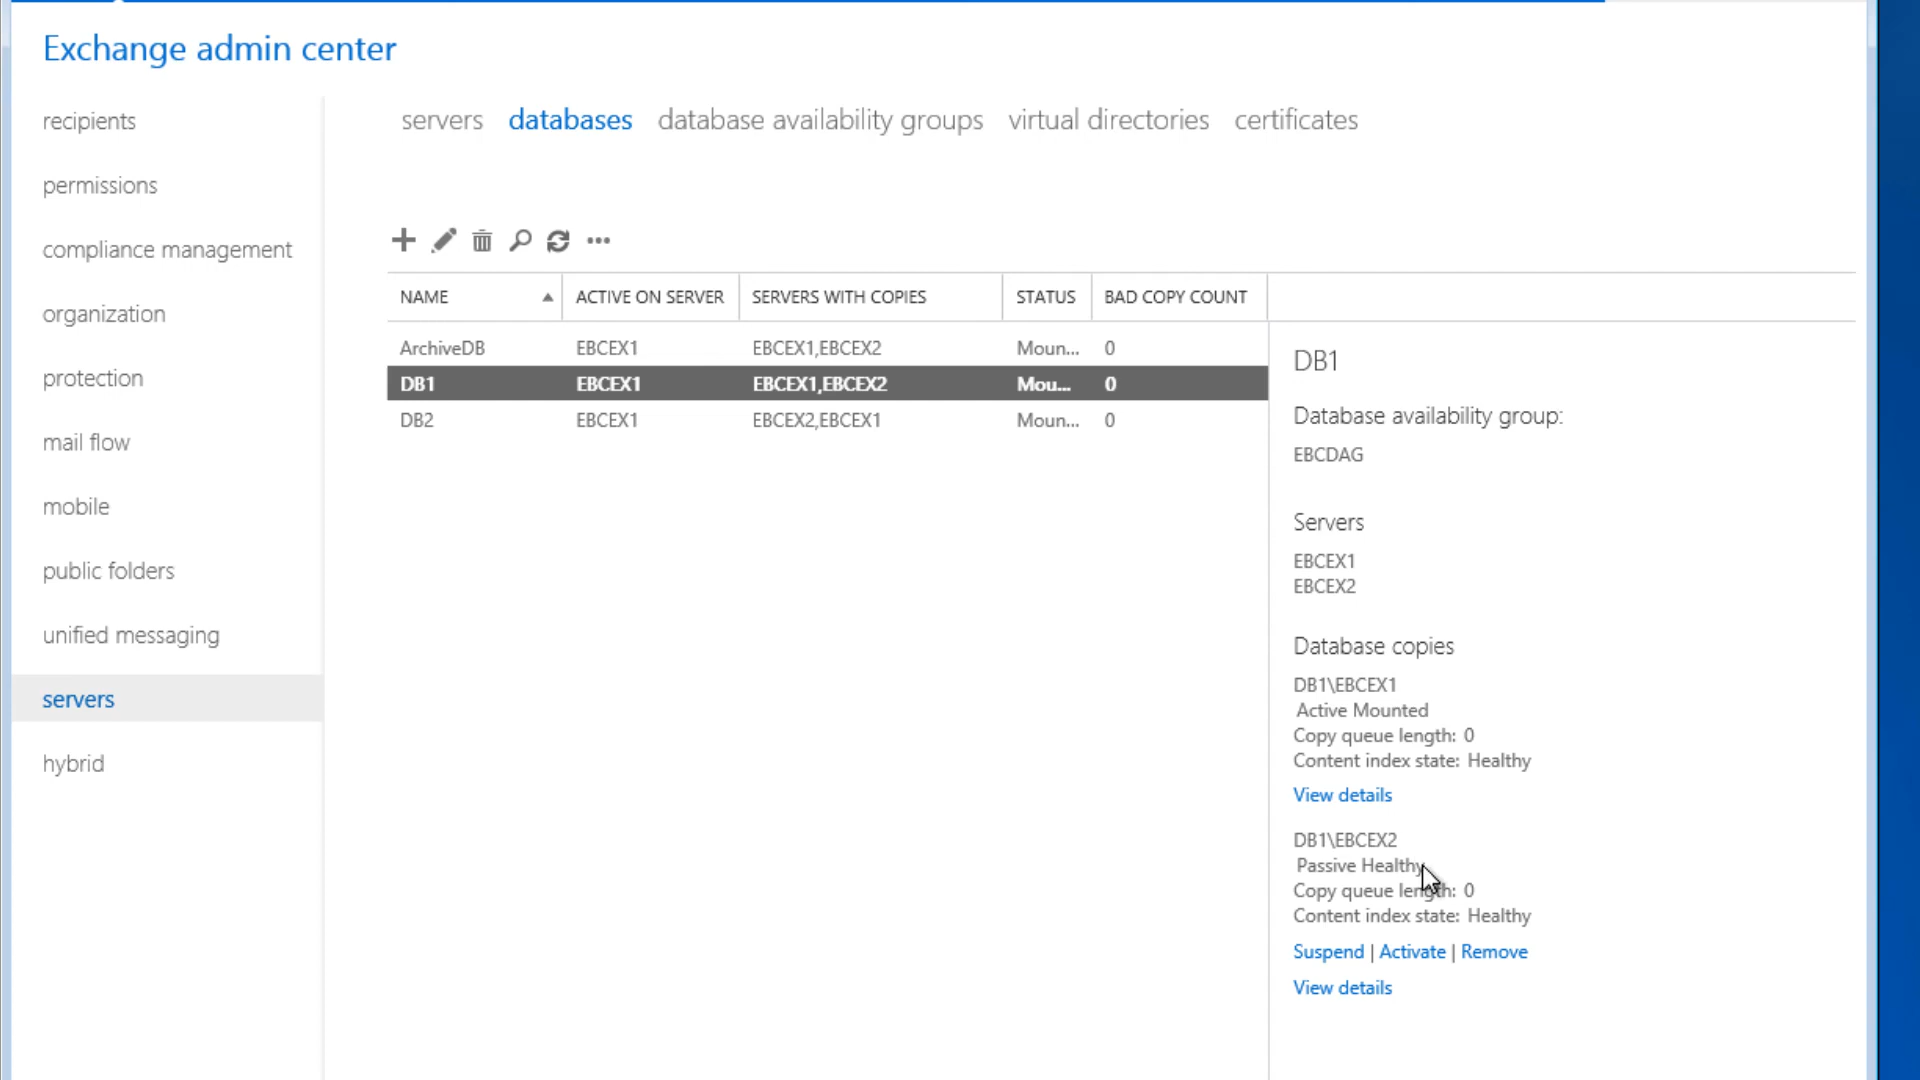 Exchange admin center
recipients
permissions
compliance management
organization
protection
mail flow
mobile
public folders
unified messaging
servers
hybrid
servers databases database availability groups virtual directories certificates
NAME ACTIVE ON SERVER SERVERS WITH COPIES STATUS BAD COPY COUNT
ArchiveDB EBCEX1 EBCEX1,EBCEX2 Moun... 0
DB1 EBCEX1 EBCEX1,EBCEX2 Mou... 0
DB2 EBCEX1 EBCEX2,EBCEX1 Moun... 0
DB1
Database availability group:
EBCDAG
Servers
EBCEX1
EBCEX2
Database copies
DB1\EBCEX1
Active Mounted
Copy queue length: 0
Content index state: Healthy
View details
DB1\EBCEX2
Passive Healthy
Copy queue length: 0
Content index state: Healthy
Suspend | Activate | Remove
View details